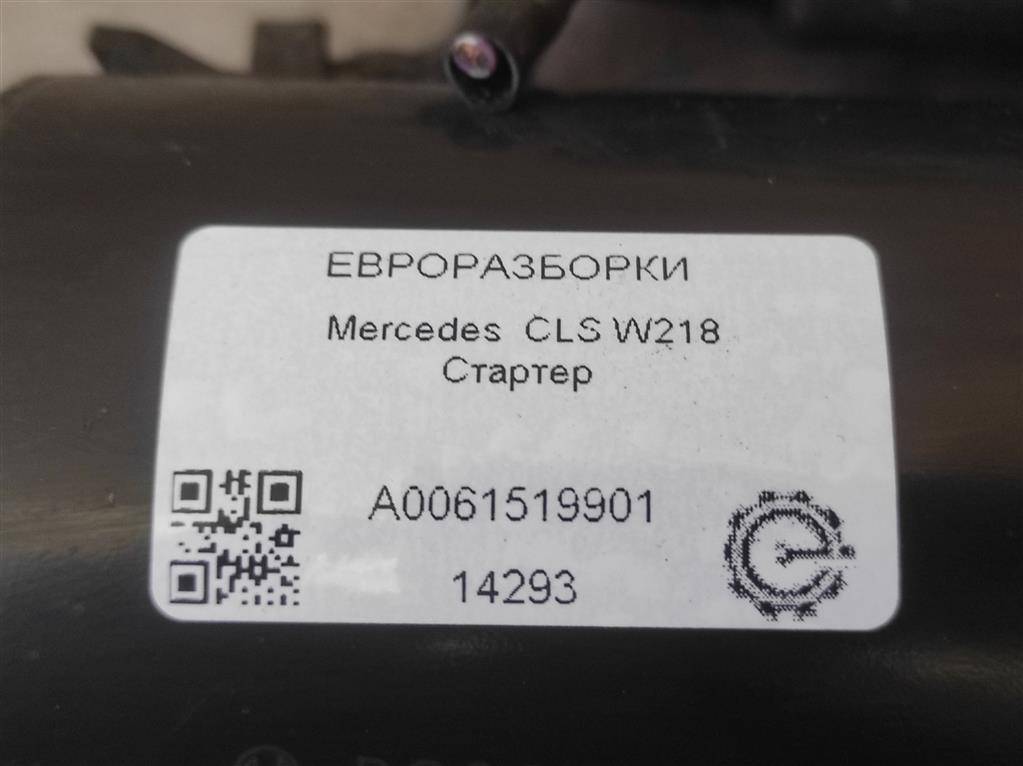 ЕВРОРАЗБОРКИ
Mercedes CLS W218
Стартер
A0061519901
14293